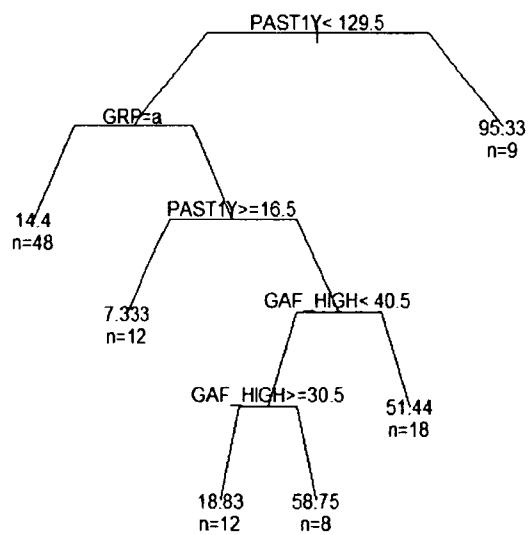 PAST1Y< 129.5
GRP=a
95.33
n=9
14.4
n=48
PAST1Y>=16.5
7.333
n=12
GAF_HIGH< 40.5
GAF_HIGH>=30.5
51.44
n=18
18.83
n=12
58.75
n=8